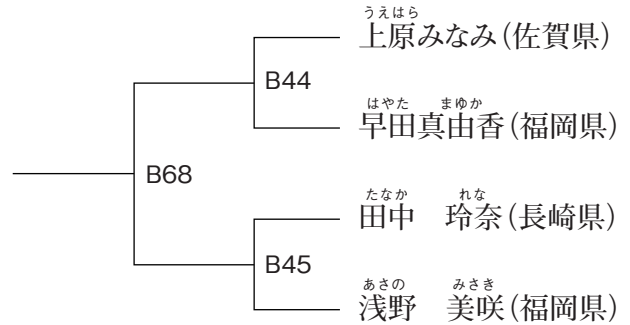 うえはら
上原みなみ(佐賀県)
B44
はやた まゆか
早田真由香(福岡県)
B68
たなか れな
田中 玲奈(長崎県)
B45
あさの みさき
浅野 美咲(福岡県)